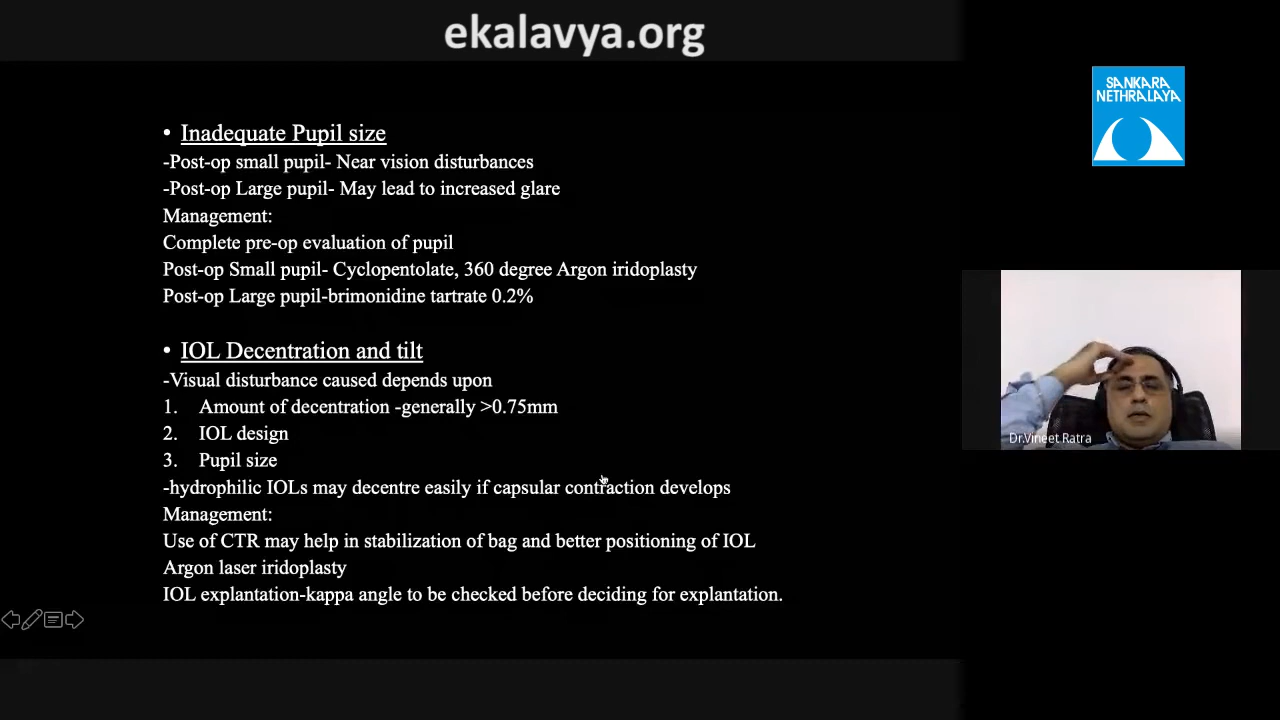 ekalavya.org
SANKARA
NETHRALAYA
• Inadequate Pupil size
-Post-op small pupil- Near vision disturbances
-Post-op Large pupil- May lead to increased glare
Management:
Complete pre-op evaluation of pupil
Post-op Small pupil- Cyclopentolate, 360 degree Argon iridoplasty
Post-op Large pupil-brimonidine tartrate 0.2%
• IOL Decentration and tilt
-Visual disturbance caused depends upon
1. Amount of decentration -generally >0.75mm
2. IOL design
3. Pupil size
-hydrophilic IOLs may decentre easily if capsular contraction develops
Management:
Use of CTR may help in stabilization of bag and better positioning of IOL
Argon laser iridoplasty
IOL explantation-kappa angle to be checked before deciding for explantation.
Dr.Vineet Ratra